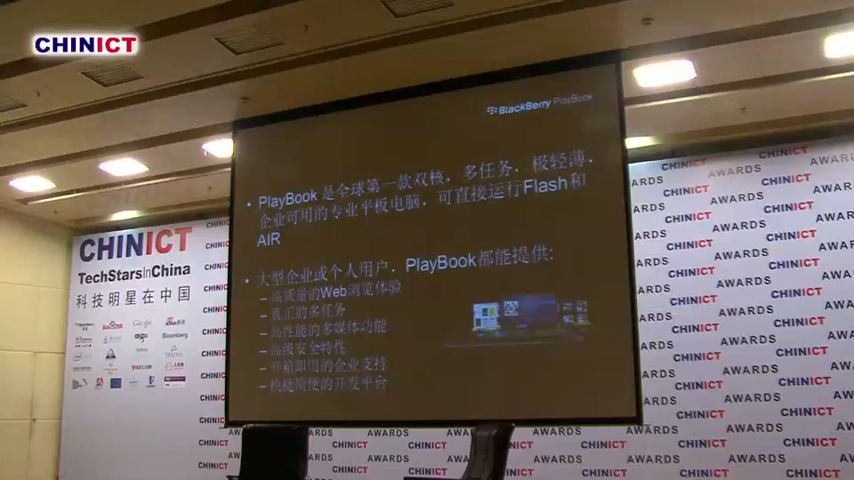 CHINICT
BlackBerry PlayBook
• PlayBook 是全球第一款双核，多任务，极轻薄，
企业可用的专业平板电脑，可直接运行Flash和
AIR
• 大型企业或个人用户，PlayBook都能提供:
– 高质量的Web浏览体验
– 真正的多任务
– 高性能的多媒体功能
– 高级安全特性
– 开箱即用的企业支持
– 快捷简便的开发平台
CHINICT
TechStarsInChina
科技明星在中国
Google
aigo
Bloomberg
CHINICT AWARDS